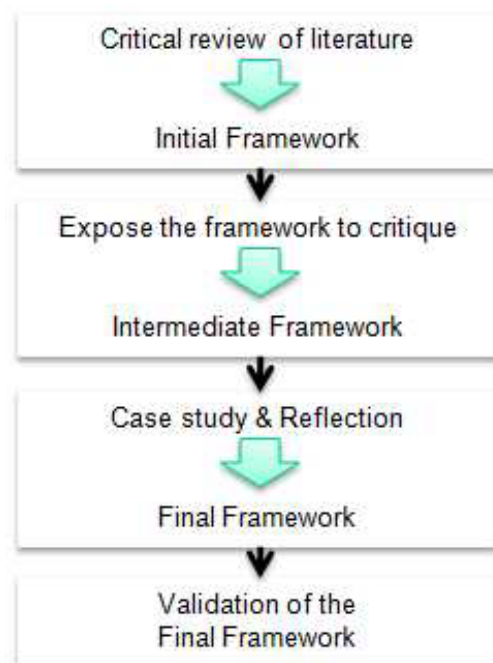 Critical review of literature
Initial Framework
Expose the framework to critique
Intermediate Framework
Case study & Reflection
Final Framework
Validation of the
Final Framework